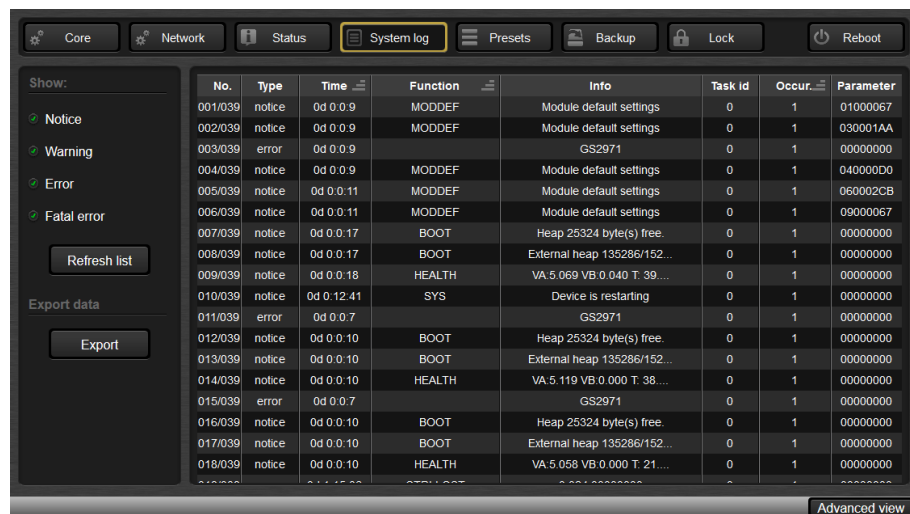 Core Network Status System log Presets Backup Lock Reboot
Show:
Notice
Warning
Error
Fatal error
Refresh list
Export data
Export
No. Type Time Function Info Task id Occur. Parameter
001/039 notice 0d 0:0:9 MODDEF Module default settings 0 1 01000067
002/039 notice 0d 0:0:9 MODDEF Module default settings 0 1 030001AA
003/039 error 0d 0:0:9 GS2971 0 1 00000000
004/039 notice 0d 0:0:9 MODDEF Module default settings 0 1 040000D0
005/039 notice 0d 0:0:11 MODDEF Module default settings 0 1 060002CB
006/039 notice 0d 0:0:11 MODDEF Module default settings 0 1 09000067
007/039 notice 0d 0:0:17 BOOT Heap 25324 byte(s) free. 0 1 00000000
008/039 notice 0d 0:0:17 BOOT External heap 135286/152... 0 1 00000000
009/039 notice 0d 0:0:18 HEALTH VA:5.069 VB:0.040 T: 39.... 0 1 00000000
010/039 notice 0d 0:12:41 SYS Device is restarting 0 1 00000000
011/039 error 0d 0:0:7 GS2971 0 1 00000000
012/039 notice 0d 0:0:10 BOOT Heap 25324 byte(s) free. 0 1 00000000
013/039 notice 0d 0:0:10 BOOT External heap 135286/152... 0 1 00000000
014/039 notice 0d 0:0:10 HEALTH VA:5.119 VB:0.000 T: 38.... 0 1 00000000
015/039 error 0d 0:0:7 GS2971 0 1 00000000
016/039 notice 0d 0:0:10 BOOT Heap 25324 byte(s) free. 0 1 00000000
017/039 notice 0d 0:0:10 BOOT External heap 135286/152... 0 1 00000000
018/039 notice 0d 0:0:10 HEALTH VA:5.058 VB:0.000 T: 21.... 0 1 00000000
Advanced view